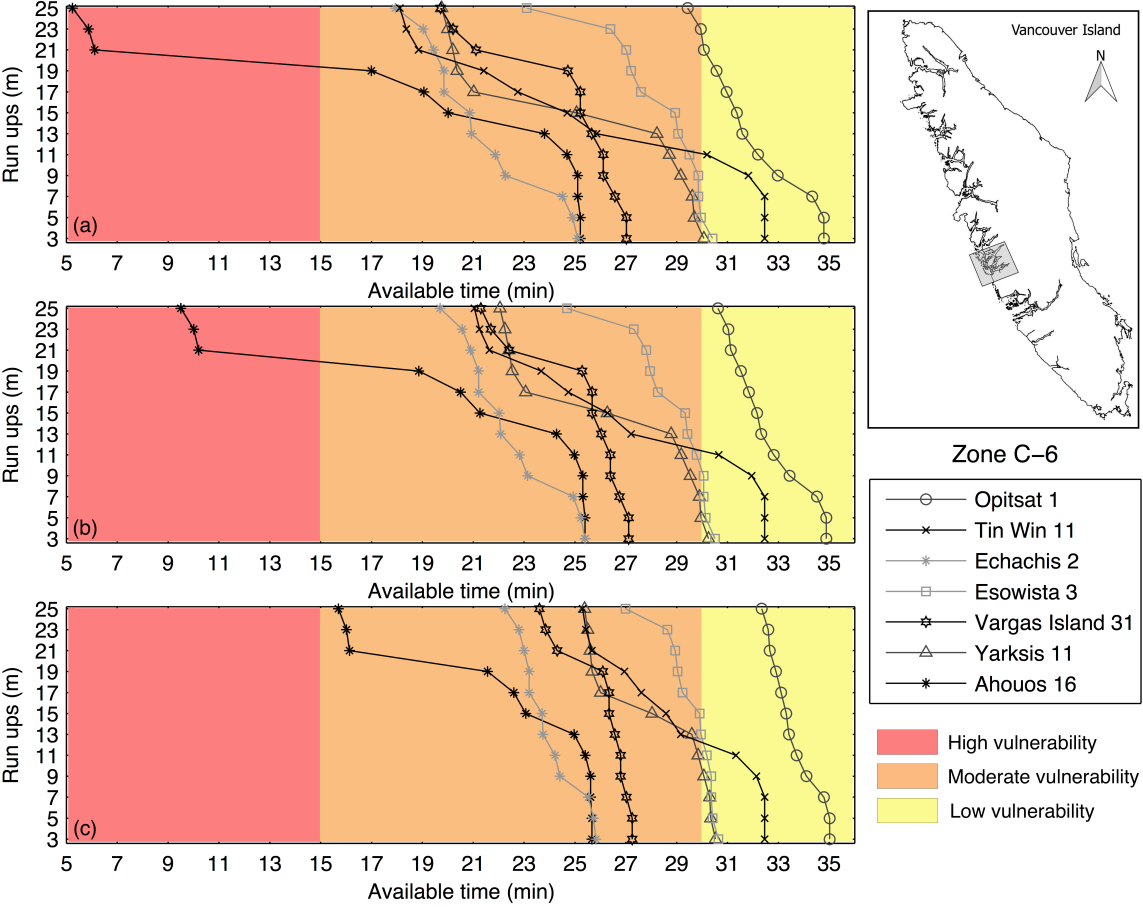 25
23
21
19
17
15
13
11
9
7
5
3
Run ups (m)
(a)
5 7 9 11 13 15 17 19 21 23 25 27 29 31 33 35
Available time (min)
25
23
21
19
17
15
13
11
9
7
5
3
Run ups (m)
(b)
5 7 9 11 13 15 17 19 21 23 25 27 29 31 33 35
Available time (min)
25
23
21
19
17
15
13
11
9
7
5
3
Run ups (m)
(c)
5 7 9 11 13 15 17 19 21 23 25 27 29 31 33 35
Available time (min)
Vancouver Island
N
Zone C−6
Opitsat 1
Tin Win 11
Echachis 2
Esowista 3
Vargas Island 31
Yarksis 11
Ahouos 16
High vulnerability
Moderate vulnerability
Low vulnerability